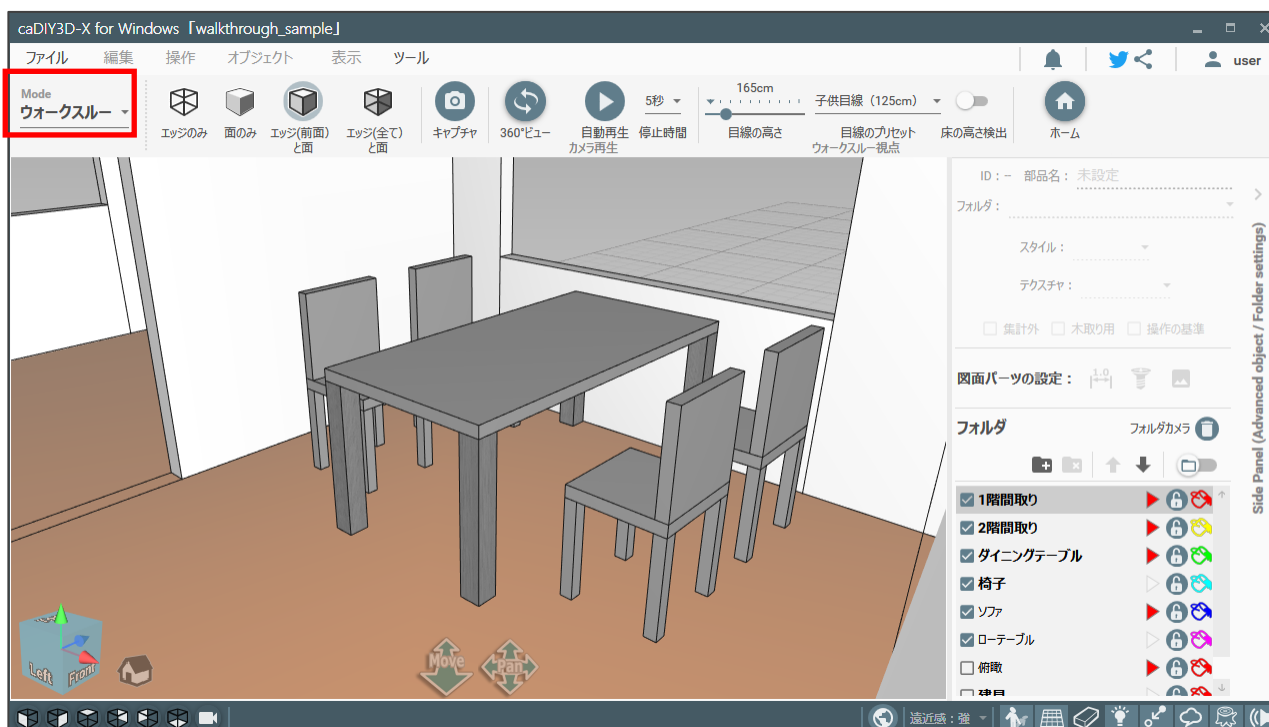 caDIY3D-X for Windows「walkthrough_sample」
ファイル 編集 操作 オブジェクト 表示 ツール user
Mode
ウォークスルー
エッジのみ 面のみ エッジ(前面)と面 エッジ(全て)と面 キャプチャ 360°ビュー 自動再生 5秒 停止時間
カメラ再生
165cm
目線の高さ
子供目線（125cm）
目線のプリセット
床の高さ検出
ウォークスルー視点
ホーム
ID：-- 部品名： 未設定
フォルダ：
スタイル：
テクスチャ：
集計外 木取り用 操作の基準
図面パーツの設定： 1.0
フォルダ フォルダカメラ
1階間取り
2階間取り
ダイニングテーブル
椅子
ソファ
ローテーブル
俯瞰
建具
Side Panel (Advanced object / Folder settings)
Left Front
Move Pan
遠近感：強